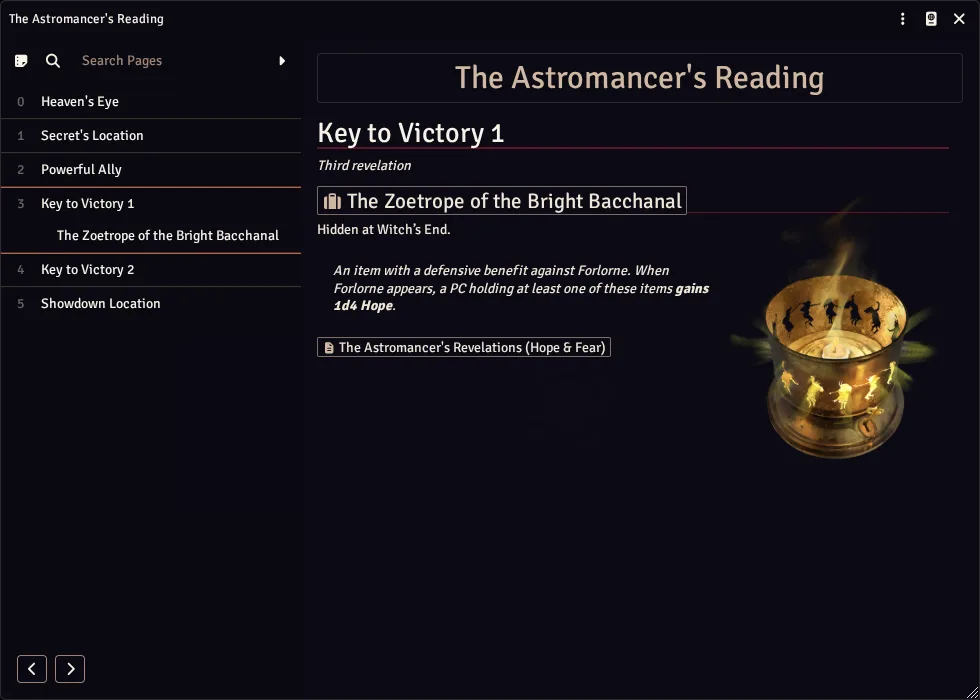 The Astromancer's Reading
Search Pages
0 Heaven's Eye
1 Secret's Location
2 Powerful Ally
3 Key to Victory 1
The Zoetrope of the Bright Bacchanal
4 Key to Victory 2
5 Showdown Location
The Astromancer's Reading
Key to Victory 1
Third revelation
The Zoetrope of the Bright Bacchanal
Hidden at Witch's End.
An item with a defensive benefit against Forlorne. When
Forlorne appears, a PC holding at least one of these items gains
1d4 Hope.
The Astromancer's Revelations (Hope & Fear)